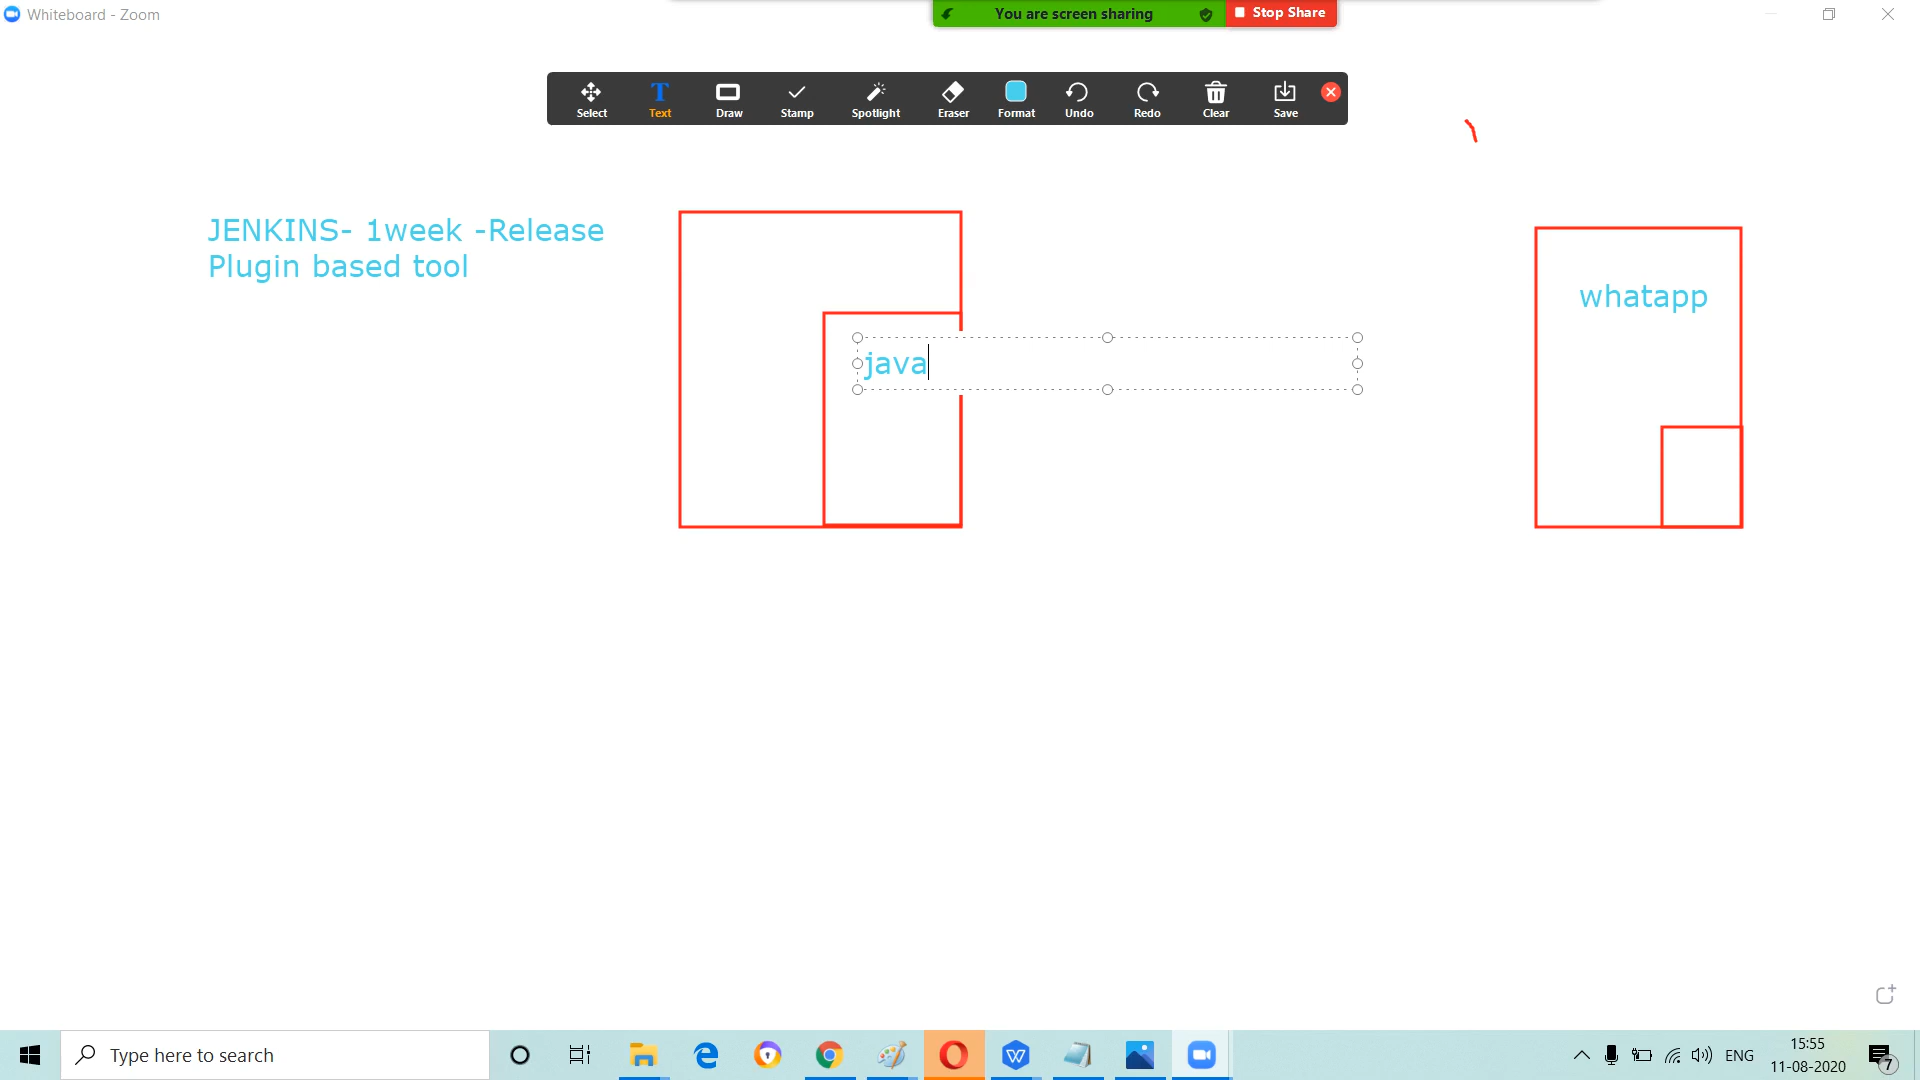 Whiteboard - Zoom
You are screen sharing
Stop Share
Select
Text
Draw
Stamp
Spotlight
Eraser
Format
Undo
Redo
Clear
Save
JENKINS- 1week -Release
Plugin based tool
java
whatapp
Type here to search
ENG
15:55
11-08-2020
7